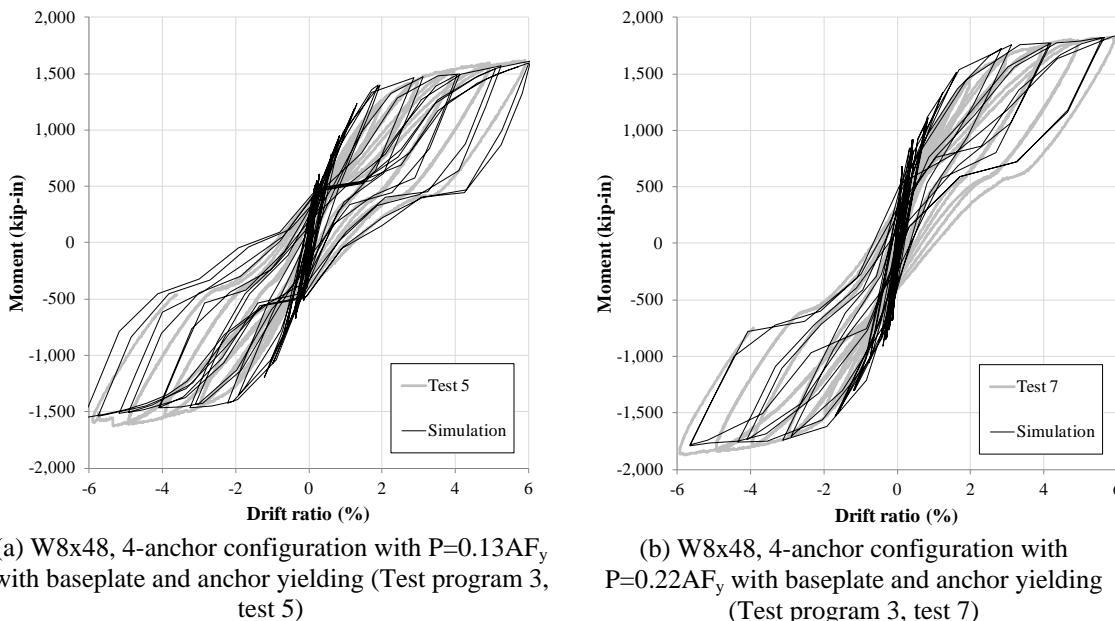 2,000
1,500
1,000
500
0
-500
-1,000
-1,500
-2,000
Moment (kip-in)
-6 -4 -2 0 2 4 6
Drift ratio (%)
Test 5
Simulation
(a) W8x48, 4-anchor configuration with P=0.13AFy
with baseplate and anchor yielding (Test program 3,
test 5)
2,000
1,500
1,000
500
0
-500
-1,000
-1,500
-2,000
Moment (kip-in)
-6 -4 -2 0 2 4 6
Drift ratio (%)
Test 7
Simulation
(b) W8x48, 4-anchor configuration with
P=0.22AFy with baseplate and anchor yielding
(Test program 3, test 7)